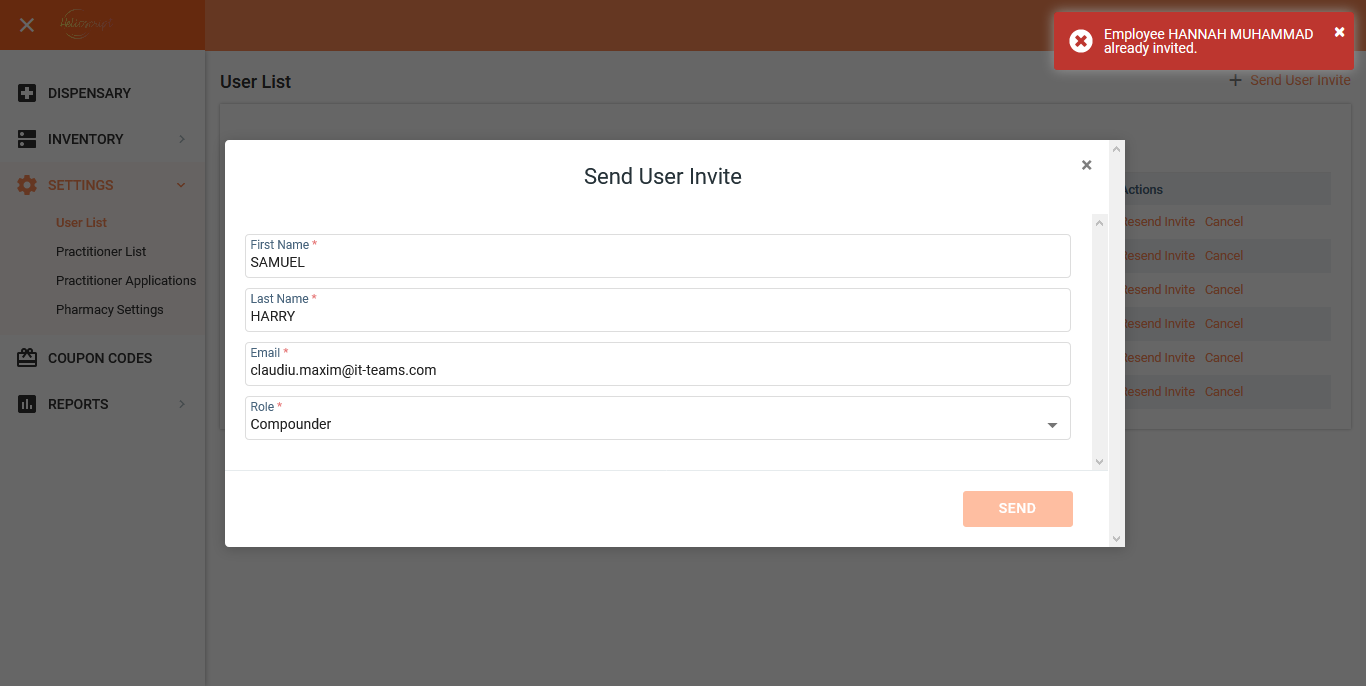 Employee HANNAH MUHAMMAD
already invited.
DISPENSARY
INVENTORY
SETTINGS
User List
Practitioner List
Practitioner Applications
Pharmacy Settings
COUPON CODES
REPORTS
User List
Send User Invite
Actions
Resend Invite Cancel
Resend Invite Cancel
Resend Invite Cancel
Resend Invite Cancel
Resend Invite Cancel
Resend Invite Cancel
Send User Invite
First Name *
SAMUEL
Last Name *
HARRY
Email *
claudiu.maxim@it-teams.com
Role *
Compounder
SEND